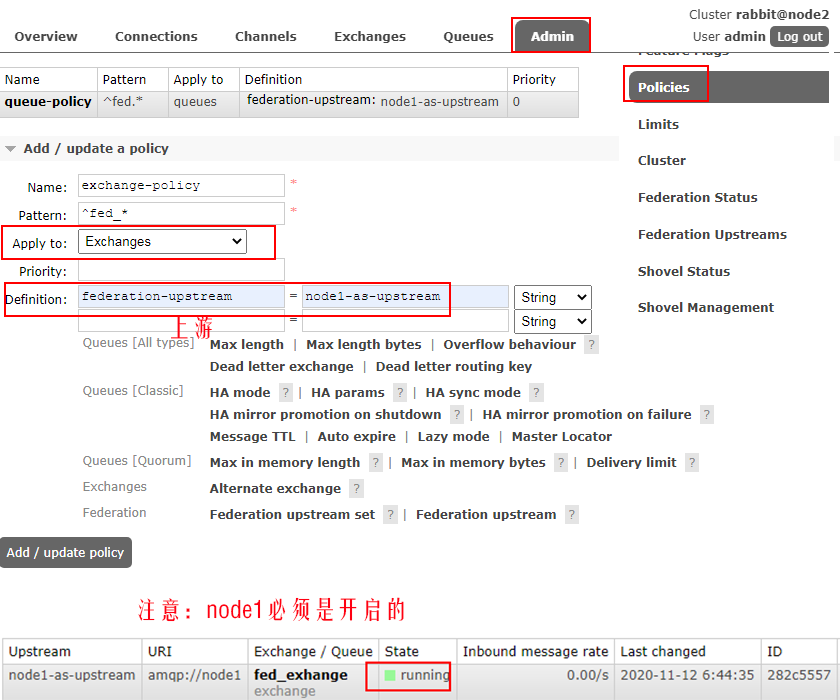 Cluster rabbit@node2
User admin Log out
Overview Connections Channels Exchanges Queues Admin
Name Pattern Apply to Definition Priority
queue-policy ^fed.* queues federation-upstream: node1-as-upstream 0
Feature Flags
Policies
Limits
Cluster
Federation Status
Federation Upstreams
Shovel Status
Shovel Management
Add / update a policy
Name: exchange-policy *
Pattern: ^fed_* *
Apply to: Exchanges
Priority:
Definition: federation-upstream = node1-as-upstream String
= String
上游
Queues [All types] Max length | Max length bytes | Overflow behaviour ?
Dead letter exchange | Dead letter routing key
Queues [Classic] HA mode ? | HA params ? | HA sync mode ?
HA mirror promotion on shutdown ? | HA mirror promotion on failure ?
Message TTL | Auto expire | Lazy mode | Master Locator
Queues [Quorum] Max in memory length ? | Max in memory bytes ? | Delivery limit ?
Exchanges Alternate exchange ?
Federation Federation upstream set ? | Federation upstream ?
Add / update policy
注意：node1必须是开启的
Upstream URI Exchange / Queue State Inbound message rate Last changed ID
node1-as-upstream amqp://node1 fed_exhange running 0.00/s 2020-11-12 6:44:35 282c5557
exchange